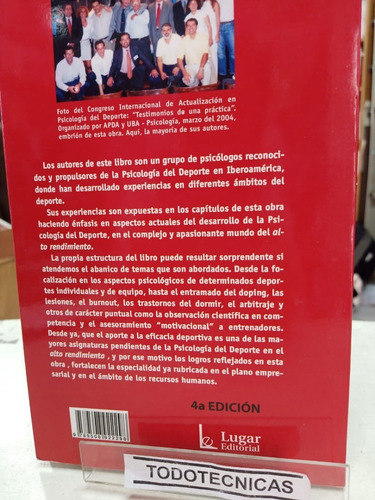 Foto del Congreso Internacional de Actualización en
Psicología del Deporte: "Testimonios de una práctica".
Organizado por APDA y UBA - Psicología, marzo del 2004,
embrión de esta obra. Aquí, la mayoría de sus autores.
Los autores de este libro son un grupo de psicólogos reconoci-
dos y propulsores de la Psicología del Deporte en Iberoamérica,
donde han desarrollado experiencias en diferentes ámbitos del
deporte.
Sus experiencias son expuestas en los capítulos de esta obra
haciendo énfasis en aspectos actuales del desarrollo de la Psi-
cología del Deporte, en el complejo y apasionante mundo del al-
to rendimiento.
La propia estructura del libro puede resultar sorprendente si
atendemos el abanico de temas que son abordados. Desde la fo-
calización en los aspectos psicológicos de determinados depor-
tes individuales y de equipo, hasta el entramado del doping, las
lesiones, el burnout, los trastornos del dormir, el arbitraje y
otros de carácter puntual como la observación científica en com-
petencia y el asesoramiento "motivacional" a entrenadores.
Desde ya, que el aporte a la eficacia deportiva es una de las ma-
yores asignaturas pendientes de la Psicología del Deporte en el
alto rendimiento , y por ese motivo los logros reflejados en esta
obra , fortalecen la especialidad ya rubricada en el plano empre-
sarial y en el ámbito de los recursos humanos.
4a EDICIÓN
Lugar
Editorial
TODOTECNICAS